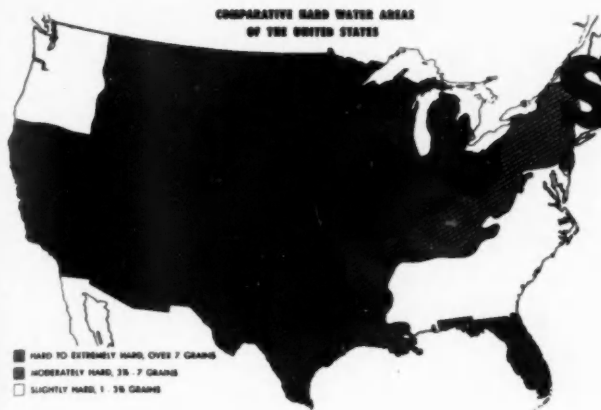 COMPARATIVE HARD WATER AREAS
OF THE UNITED STATES
S
HARD TO EXTREMELY HARD, OVER 7 GRAINS
MODERATELY HARD, 3½ - 7 GRAINS
SLIGHTLY HARD, 1 - 3½ GRAINS